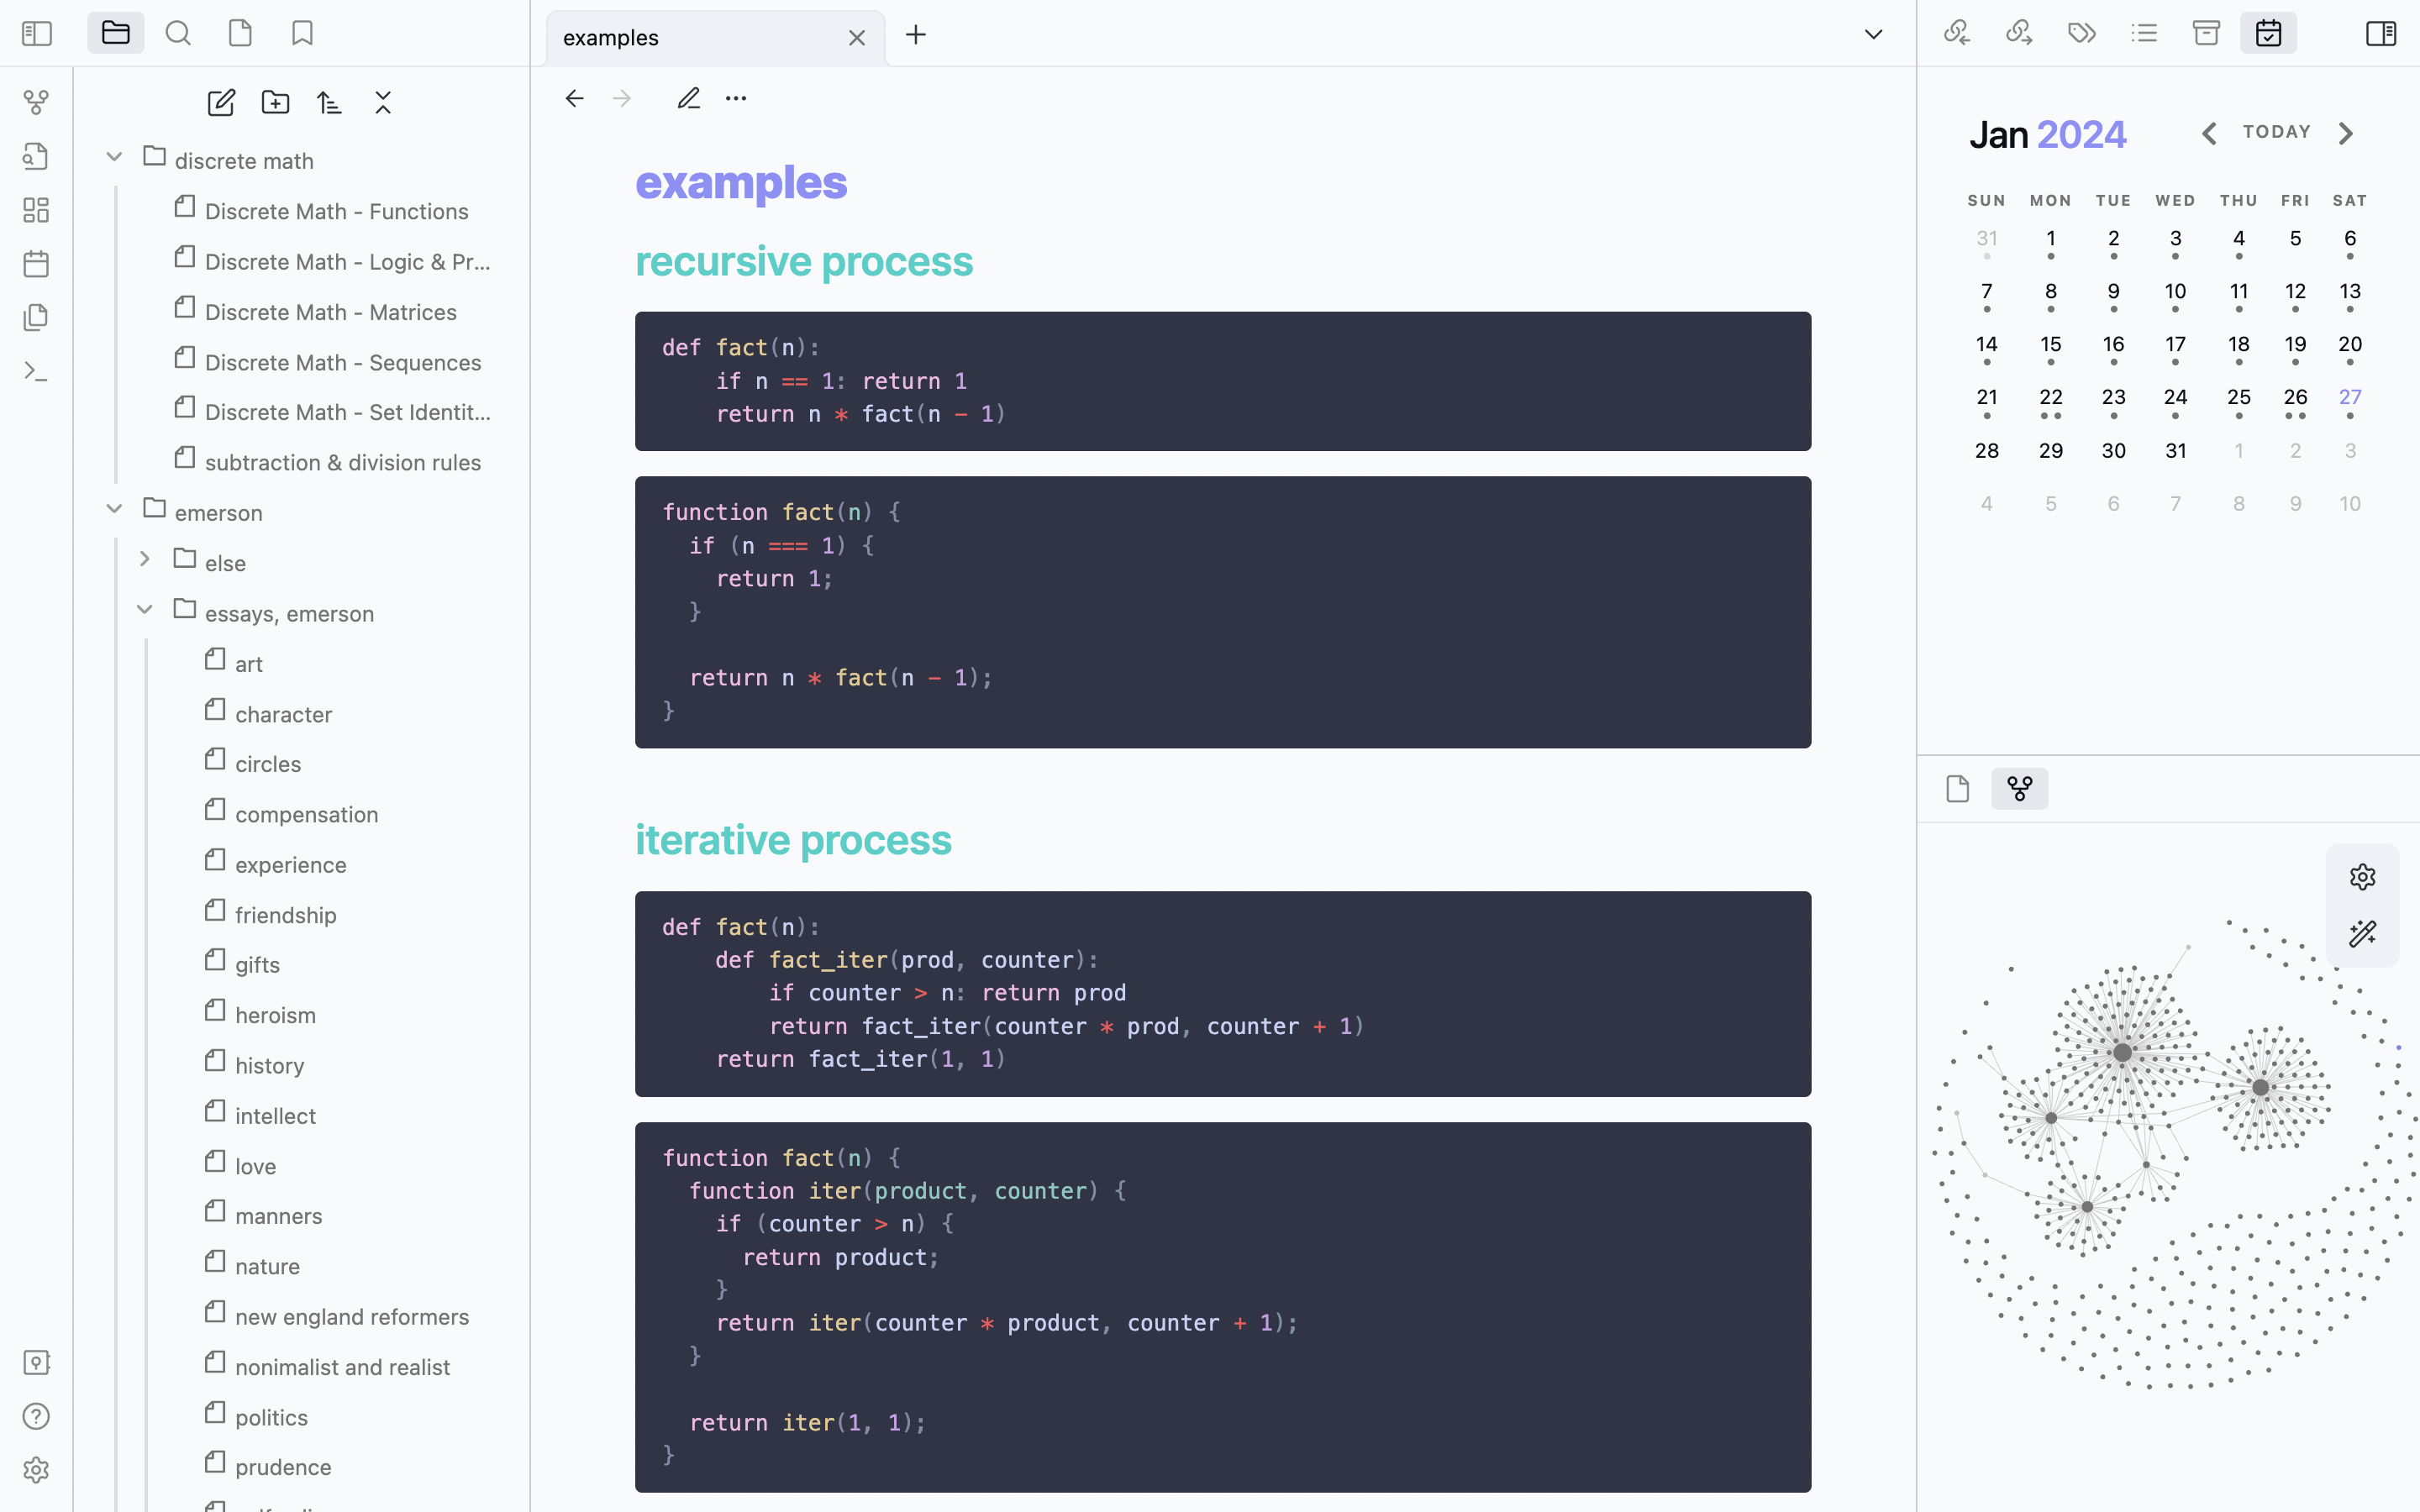 examples
discrete math
Discrete Math - Functions
Discrete Math - Logic & Pr...
Discrete Math - Matrices
Discrete Math - Sequences
Discrete Math - Set Identit...
subtraction & division rules
emerson
else
essays, emerson
art
character
circles
compensation
experience
friendship
gifts
heroism
history
intellect
love
manners
nature
new england reformers
nonimalist and realist
politics
prudence
examples
recursive process
def fact(n):
    if n == 1: return 1
    return n * fact(n - 1)
function fact(n) {
  if (n === 1) {
    return 1;
  }
  return n * fact(n - 1);
}
iterative process
def fact(n):
    def fact_iter(prod, counter):
        if counter > n: return prod
        return fact_iter(counter * prod, counter + 1)
    return fact_iter(1, 1)
function fact(n) {
  function iter(product, counter) {
    if (counter > n) {
      return product;
    }
    return iter(counter * product, counter + 1);
  }
  return iter(1, 1);
}
Jan 2024
TODAY
SUN MON TUE WED THU FRI SAT
31 1 2 3 4 5 6
7 8 9 10 11 12 13
14 15 16 17 18 19 20
21 22 23 24 25 26 27
28 29 30 31 1 2 3
4 5 6 7 8 9 10